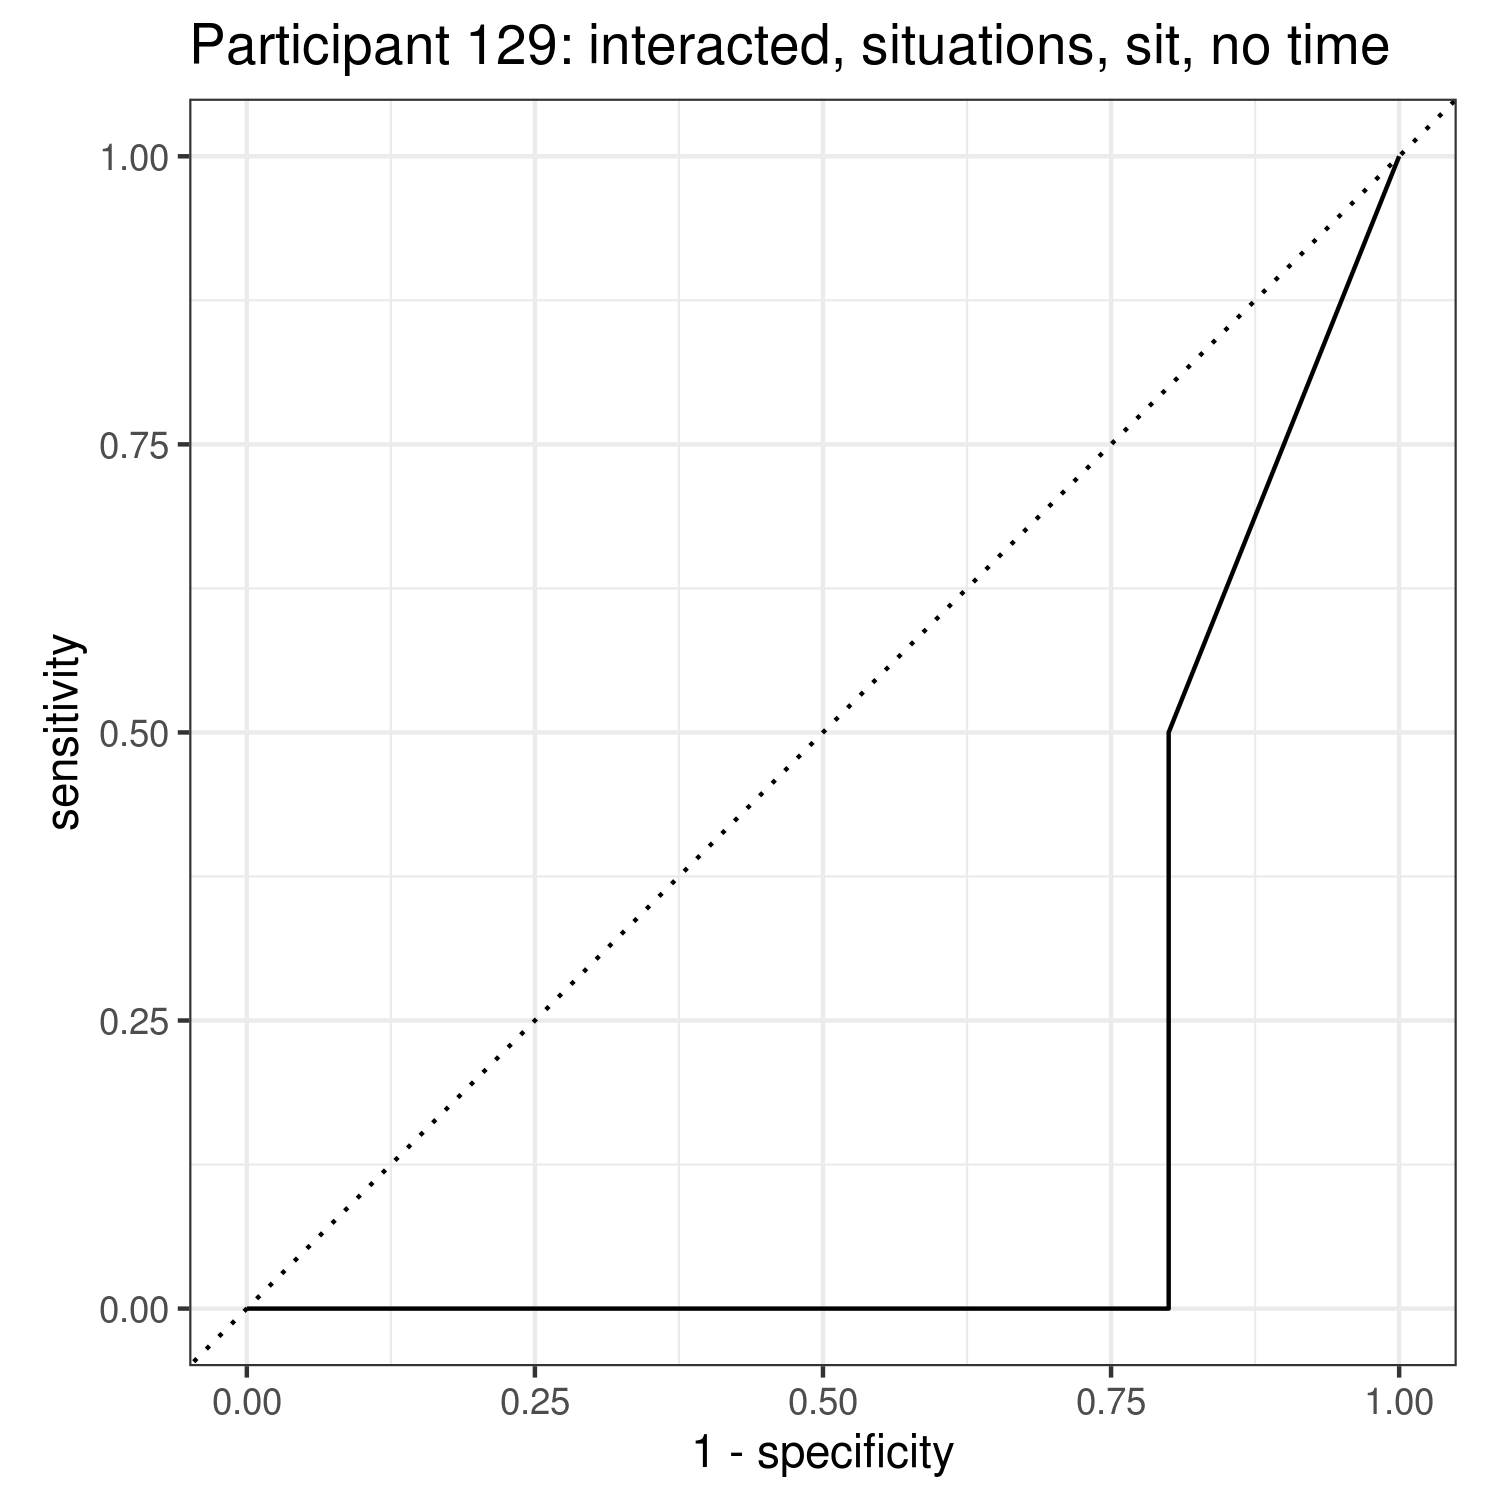 Participant 129: interacted, situations, sit, no time
1.00
0.75
0.50
0.25
0.00
sensitivity
0.00 0.25 0.50 0.75 1.00
1 - specificity